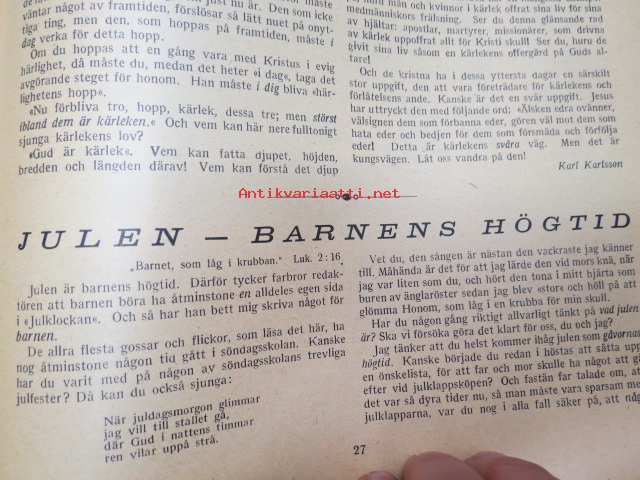 väntar något av framtiden, förslösar så lätt nuet på onyt-
tiga ting, men den, som hoppas på framtiden, måste i
dag verka för detta hopp.
Om du hoppas att en gång vara med Kristus i evig
härlighet, då måste du, medan det heter «i dag», taga det
avgörande steget för honom. Han måste i dig bliva «här-
lighetens hopp».
«Nu förbliva tro, hopp, kärlek, dessa tre; men störst
ibland dem är kärleken.« Och vem kan här nere fulltonigt
sjunga kärlekens lov?
«Gud är kärlek«. Vem kan fatta djupet, höjden,
bredden och längden därav! Vem kan förstå det djup
män och kvinnor i kärlek offrat sina liv för sina
medmänniskors frälsning. Ser du denna glänsande rad
av hjältar: apostlar, martyrer, missionärer, som drivna
av kärlek uppoffrat allt för Kristi skull! Ser du, huru de
givit sina liv såsom en kärlekens offergärd på Guds al-
tare!
Och de kristna ha i dessa yttersta dagar en särskilt
stor uppgift, den att vara företrädare för kärlekens och
förlåtelsens ande. Kanske är det en svår uppgift. Jesus
har uttryckt den med följande ord: «Älsken edra ovänner,
välsignen dem som förbanna eder, gören väl mot dem som
hata eder och bedjen för dem som försmäda och förfölja
eder! Detta är kärlekens svåra väg. Men det är
kungsvägen. Låt oss vandra på den!
Karl Karlsson
Antikvariaatti.net
JULEN — BARNENS HÖGTID
„Barnet, som låg i krubban." Luk. 2:16
Julen är barnens högtid. Därför tycker farbror redak-
tören att barnen böra ha åtminstone en alldeles egen sida
i «Julklockan«. Och så har han bett mig skriva något för
barnen.
De allra flesta gossar och flickor, som läsa det här, ha
nog åtminstone någon tid gått i söndagsskolan. Kanske
har du varit med på någon av söndagsskolans trevliga
julfester? Då kan du också sjunga:
När juldagsmorgon glimmar
jag vill till stallet gå,
där Gud i nattens timmar
ren vilar uppå strå.
Vet du, den sången är nästan den vackraste jag känner
till. Måhända är det för att jag lärde den vid mors knä, när
jag var liten som du, och hört den tona i mitt hjärta som
buren av änglaröster sedan jag blev «stor« och höll på att
glömma Honom, som låg i en krubba för min skull.
Har du någon gång riktigt allvarligt tänkt på vad julen
är? Ska vi försöka göra det klart för oss, du och jag?
Jag tänker att du helst kommer ihåg julen som gåvornas
högtid. Kanske började du redan i höstas att sätta upp
en önskelista, för att far och mor skulle ha något att gå
efter vid julklappsköpen? Och fastän far talade om, att
det var så dyra tider nu, så man måste vara sparsam med
julklapparna, var du nog i alla fall säker på, att
27